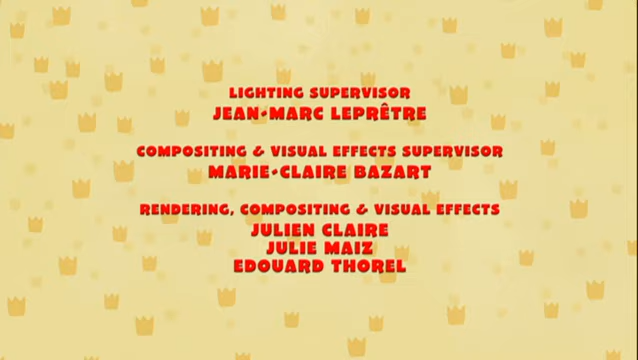 LIGHTING SUPERVISOR
JEAN-MARC LEPRÊTRE
COMPOSITING & VISUAL EFFECTS SUPERVISOR
MARIE-CLAIRE BAZART
RENDERING, COMPOSITING & VISUAL EFFECTS
JULIEN CLAIRE
JULIE MAIZ
EDOUARD THOREL